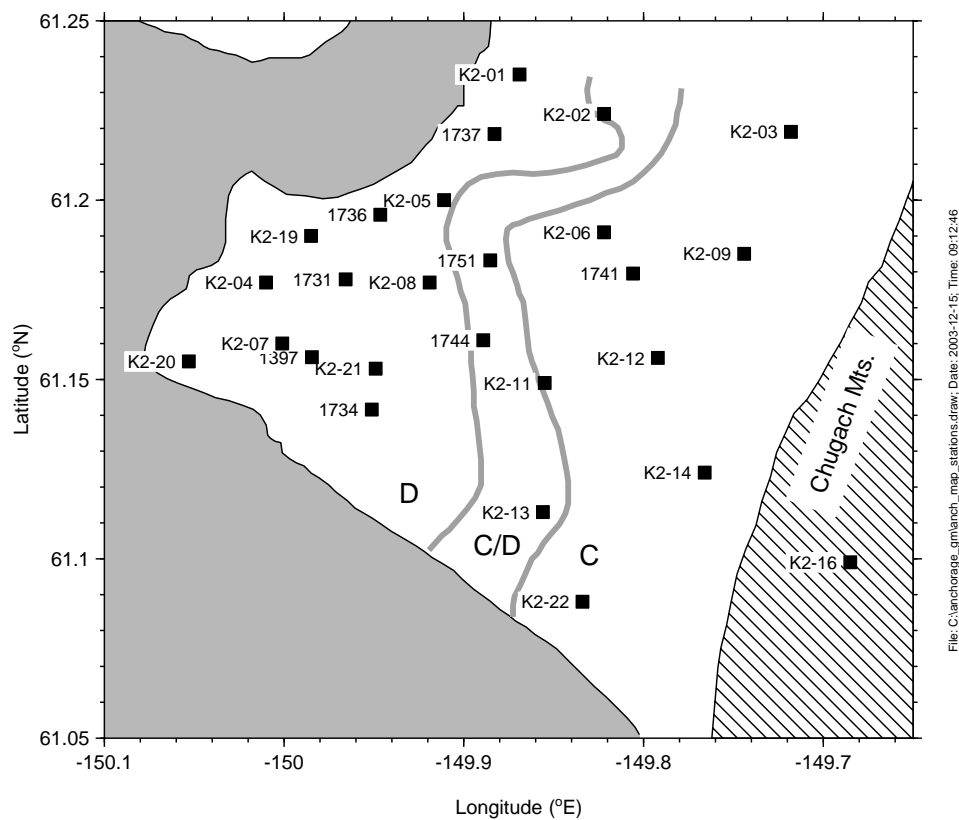 61.25
K2-01
K2-02
K2-03
1737
61.2
K2-05
1736
K2-19
K2-06
K2-09
1751
1741
K2-04
1731
K2-08
61.15
K2-07
1744
1397
K2-12
K2-20
K2-21
K2-11
1734
Chugach Mts.
K2-14
D
K2-13
C/D
C
61.1
K2-16
K2-22
61.05
-150.1
-150
-149.9
-149.8
-149.7
Latitude (ºN)
Longitude (ºE)
File: C:\anchorage_gm\anch_map_stations.draw; Date: 2003-12-15; Time: 09:12:46